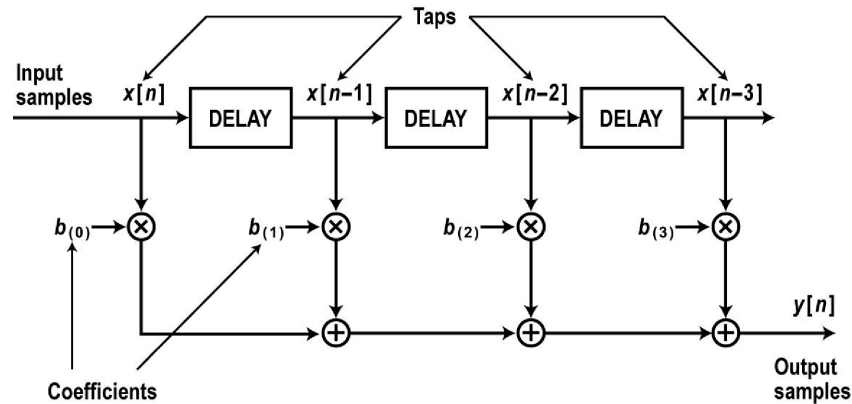 Taps
Input
samples
x[n]
DELAY
x[n–1]
DELAY
x[n–2]
DELAY
x[n–3]
b(0)
×
b(1)
×
b(2)
×
b(3)
×
+
+
+
y[n]
Coefficients
Output
samples